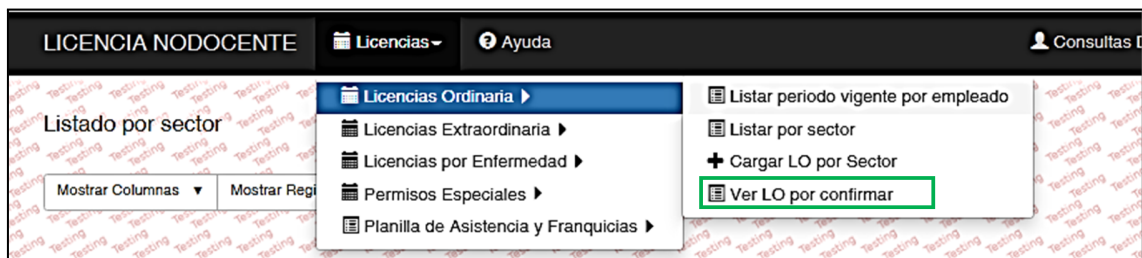 LICENCIA NODOCENTE Licencias Ayuda Consultas D
Licencias Ordinaria
Listar periodo vigente por empleado
Listado por sector
Licencias Extraordinaria
Listar por sector
Licencias por Enfermedad
Cargar LO por Sector
Mostrar Columnas ▼ Mostrar Regi
Permisos Especiales
Ver LO por confirmar
Planilla de Asistencia y Franquicias
Testing